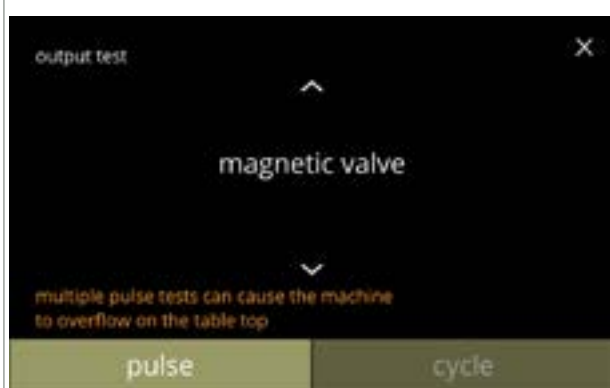 output test
magnetic valve
multiple pulse tests can cause the machine
to overflow on the table top
pulse
cycle